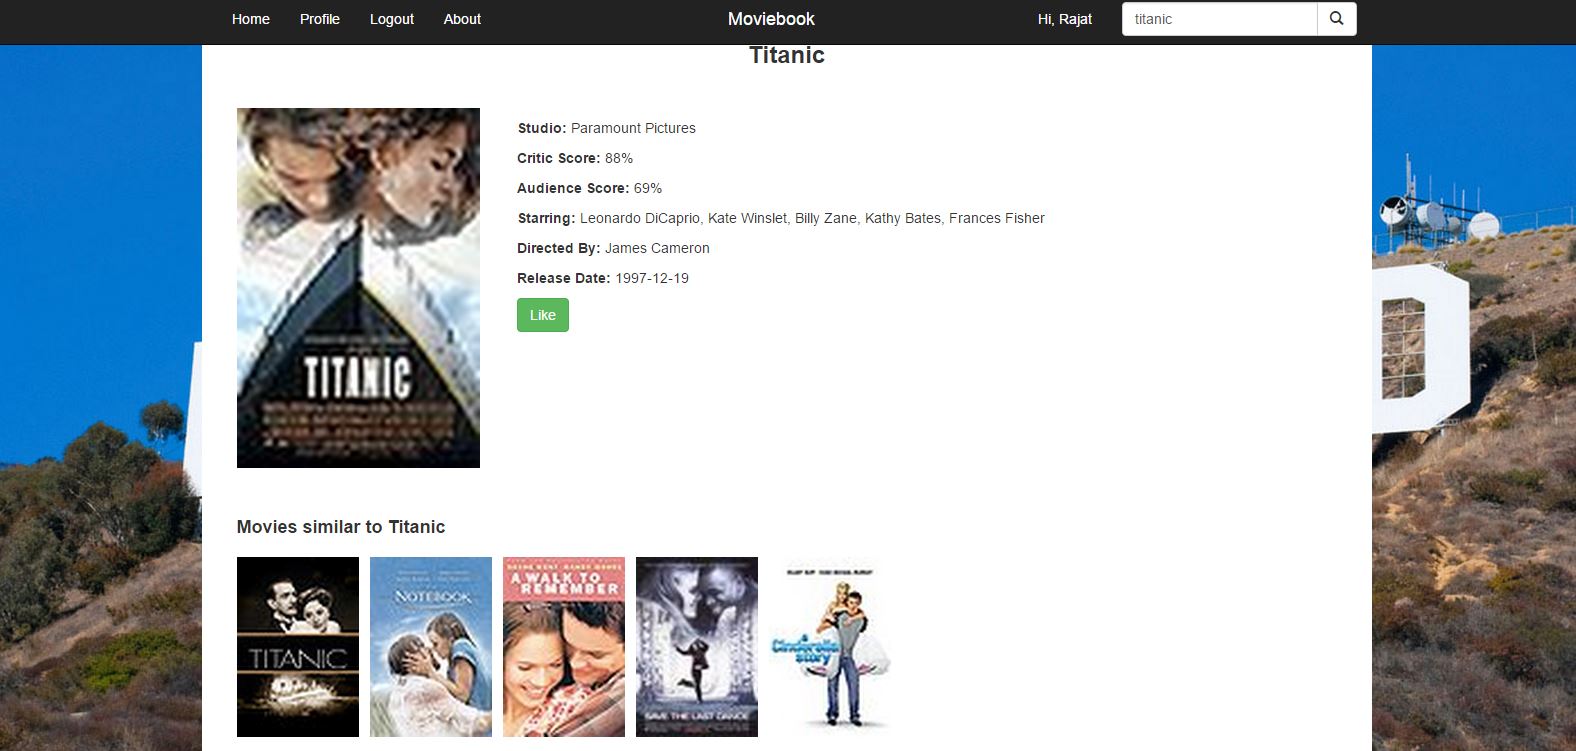 Home Profile Logout About Moviebook Hi, Rajat titanic
Titanic
Studio: Paramount Pictures
Critic Score: 88%
Audience Score: 69%
Starring: Leonardo DiCaprio, Kate Winslet, Billy Zane, Kathy Bates, Frances Fisher
Directed By: James Cameron
Release Date: 1997-12-19
Like
TITANIC
Movies similar to Titanic
TITANIC
NOTEBOOK
A WALK TO
REMEMBER
SAVE THE LAST DANCE
a
Cinderella
story